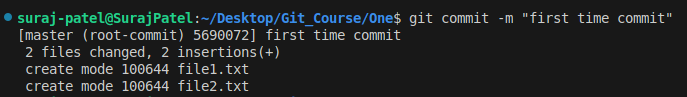 suraj-patel@SurajPatel:~/Desktop/Git_Course/One$ git commit -m "first time commit"
[master (root-commit) 5690072] first time commit
 2 files changed, 2 insertions(+)
 create mode 100644 file1.txt
 create mode 100644 file2.txt